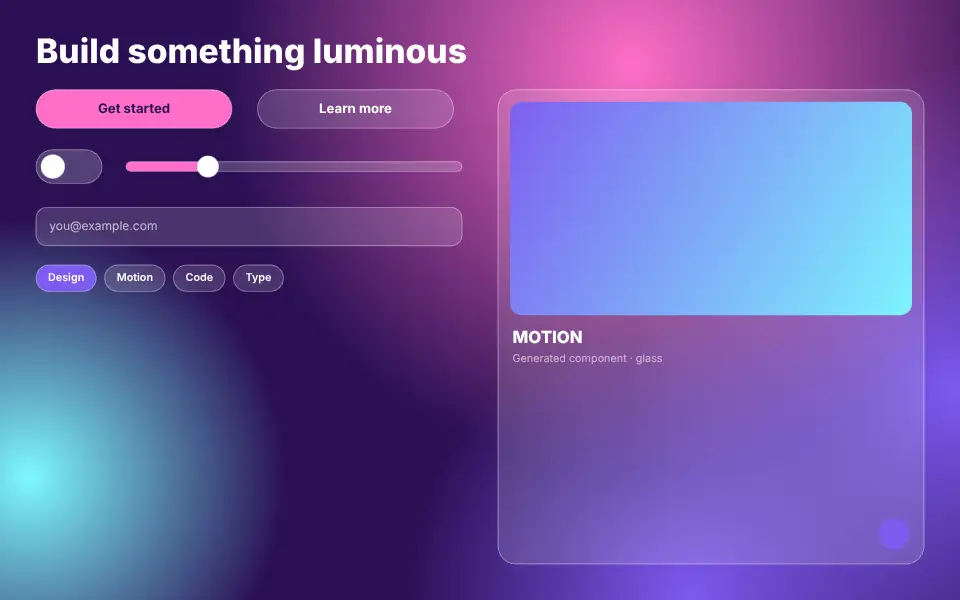 Build something luminous
Get started
Learn more
you@example.com
Design
Motion
Code
Type
MOTION
Generated component · glass